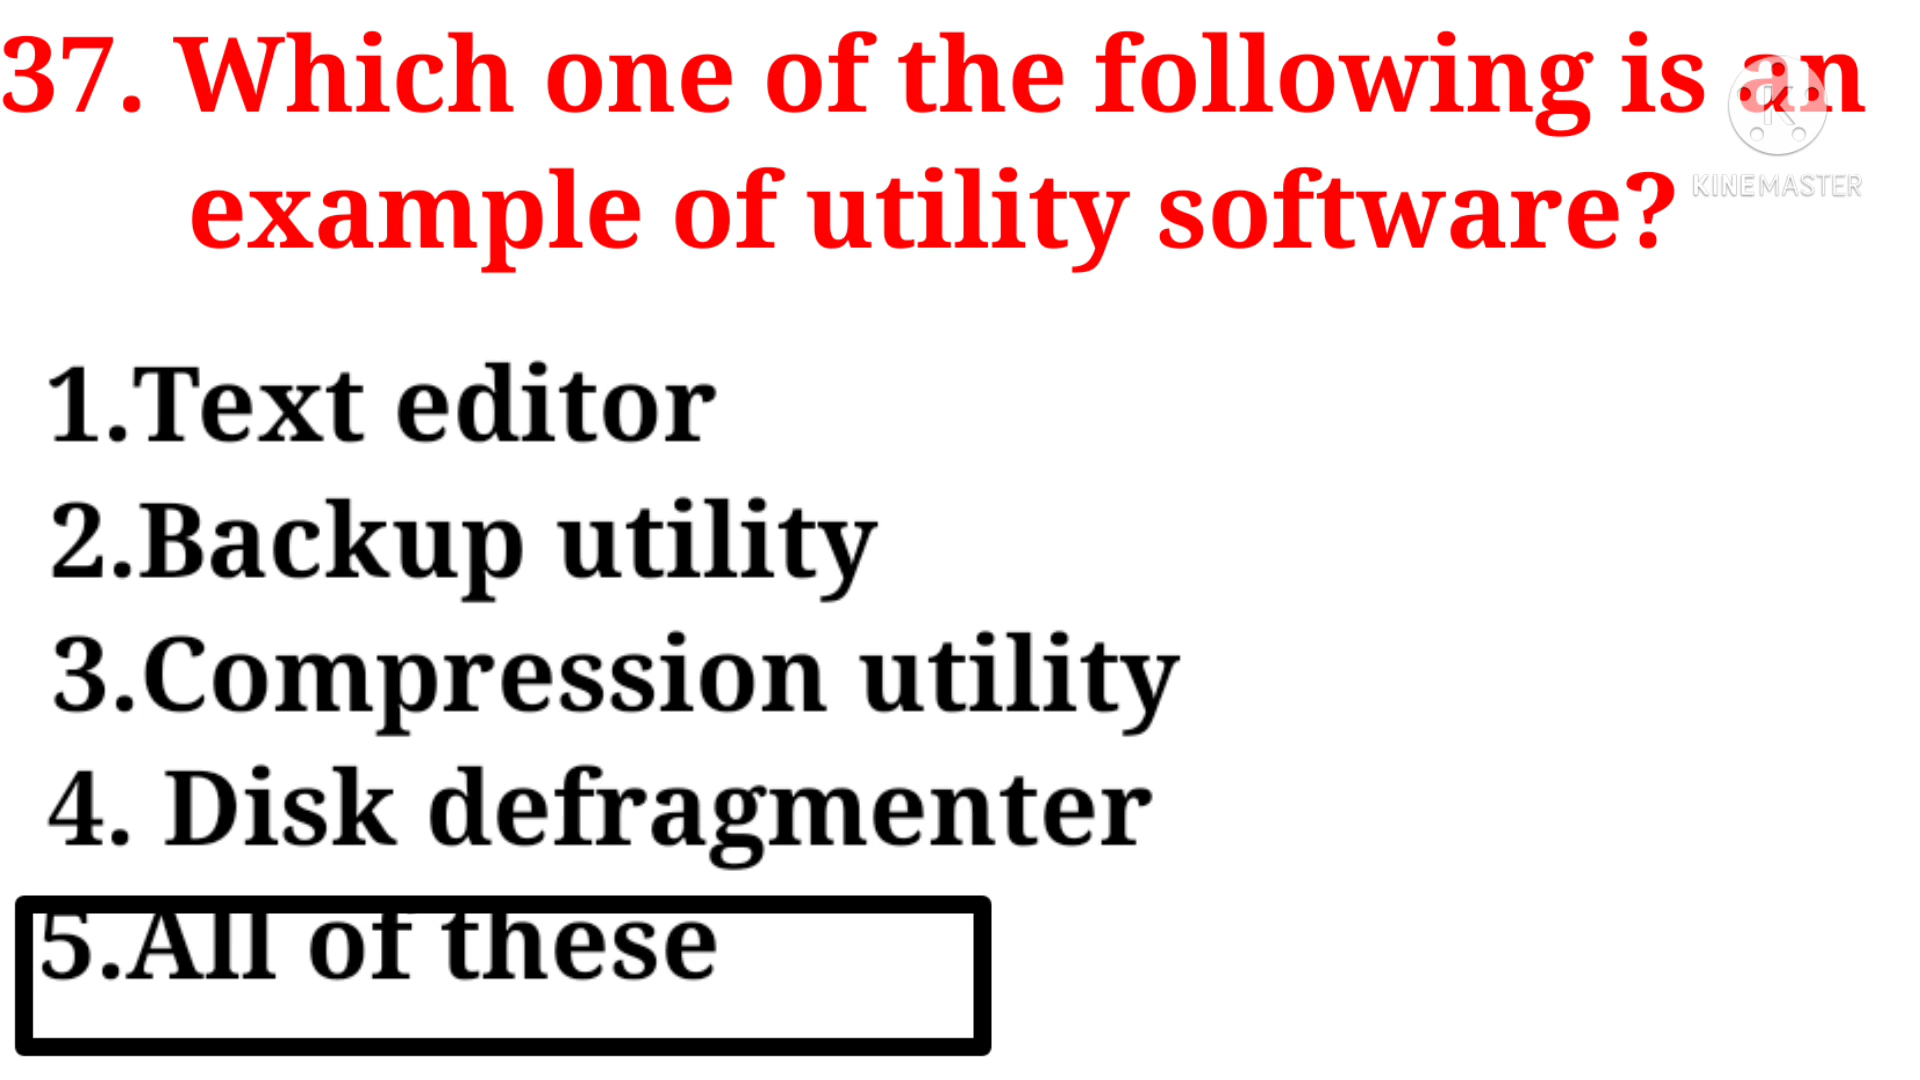 37. Which one of the following is an
example of utility software?
KINEMASTER
1.Text editor
2.Backup utility
3.Compression utility
4. Disk defragmenter
5.All of these